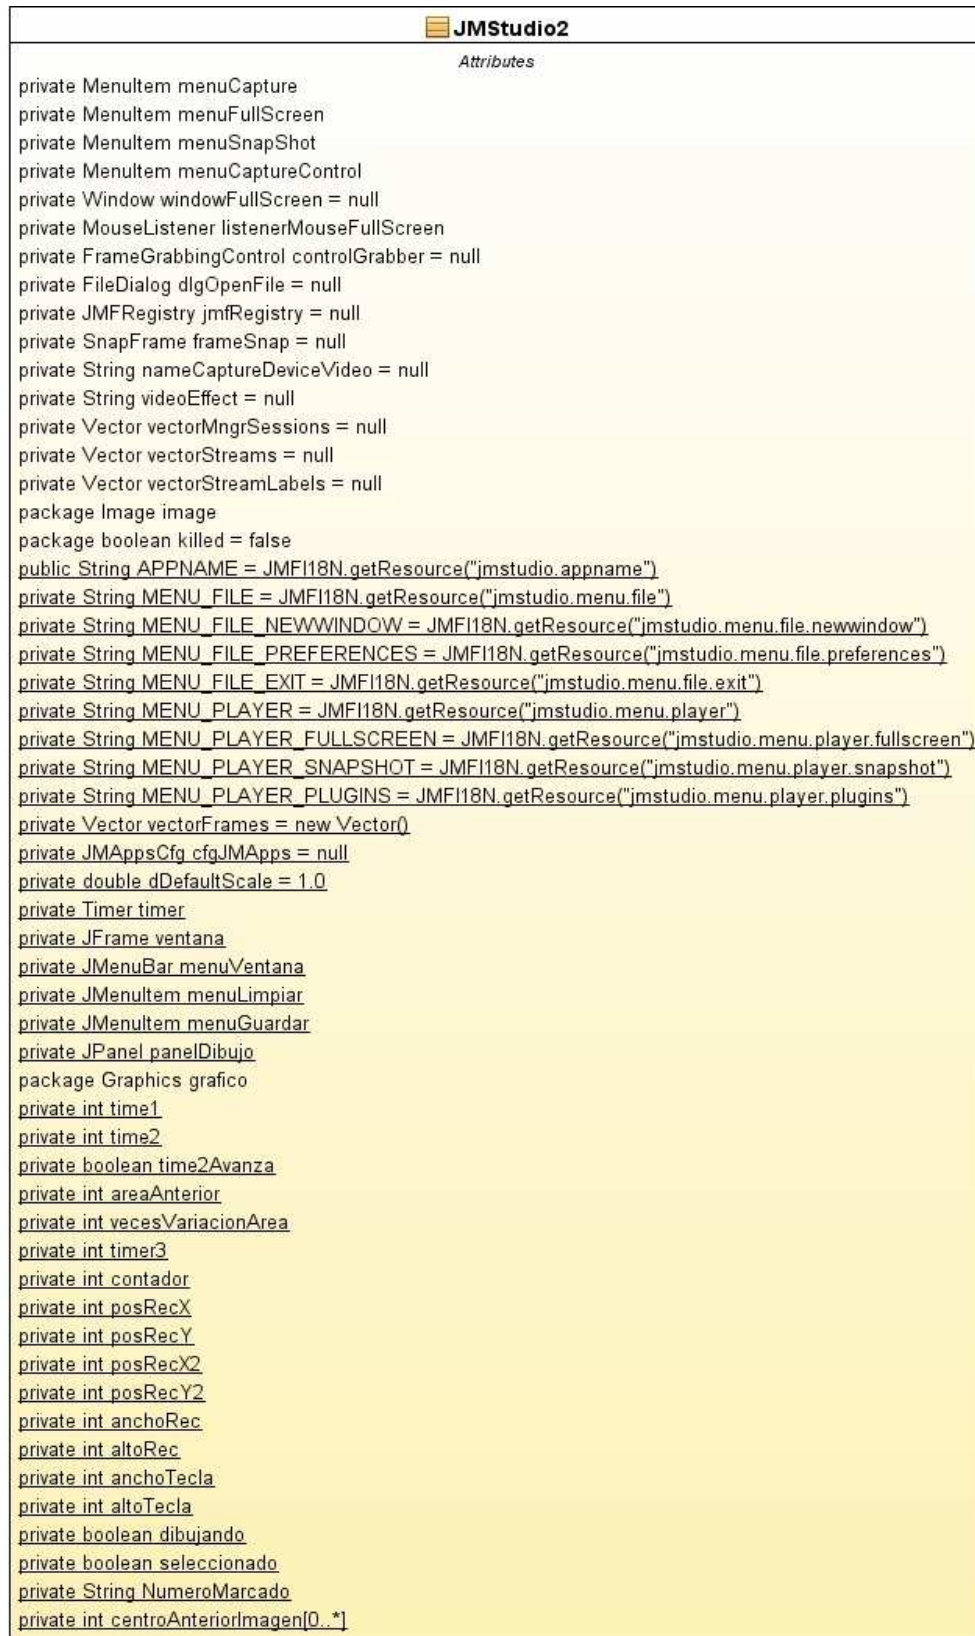 JMStudio2
Attributes
private MenuItem menuCapture
private MenuItem menuFullScreen
private MenuItem menuSnapShot
private MenuItem menuCaptureControl
private Window windowFullScreen = null
private MouseListener listenerMouseFullScreen
private FrameGrabbingControl controlGrabber = null
private FileDialog dlgOpenFile = null
private JMFRegistry jmfRegistry = null
private SnapFrame frameSnap = null
private String nameCaptureDeviceVideo = null
private String videoEffect = null
private Vector vectorMngrSessions = null
private Vector vectorStreams = null
private Vector vectorStreamLabels = null
package Image image
package boolean killed = false
public String APPNAME = JMFI18N.getResource("jmstudio.appname")
private String MENU_FILE = JMFI18N.getResource("jmstudio.menu.file")
private String MENU_FILE_NEWWINDOW = JMFI18N.getResource("jmstudio.menu.file.newwindow")
private String MENU_FILE_PREFERENCES = JMFI18N.getResource("jmstudio.menu.file.preferences")
private String MENU_FILE_EXIT = JMFI18N.getResource("jmstudio.menu.file.exit")
private String MENU_PLAYER = JMFI18N.getResource("jmstudio.menu.player")
private String MENU_PLAYER_FULLSCREEN = JMFI18N.getResource("jmstudio.menu.player.fullscreen")
private String MENU_PLAYER_SNAPSHOT = JMFI18N.getResource("jmstudio.menu.player.snapshot")
private String MENU_PLAYER_PLUGINS = JMFI18N.getResource("jmstudio.menu.player.plugins")
private Vector vectorFrames = new Vector()
private JMAppsCfg cfgJMApps = null
private double dDefaultScale = 1.0
private Timer timer
private JFrame ventana
private JMenuBar menuVentana
private JMenuItem menuLimpiar
private JMenuItem menuGuardar
private JPanel panelDibujo
package Graphics grafico
private int time1
private int time2
private boolean time2Avanza
private int areaAnterior
private int vecesVariacionArea
private int timer3
private int contador
private int posRecX
private int posRecY
private int posRecX2
private int posRecY2
private int anchoRec
private int altoRec
private int anchoTecla
private int altoTecla
private boolean dibujando
private boolean seleccionado
private String NumeroMarcado
private int centroAnteriorImagen[0..*]